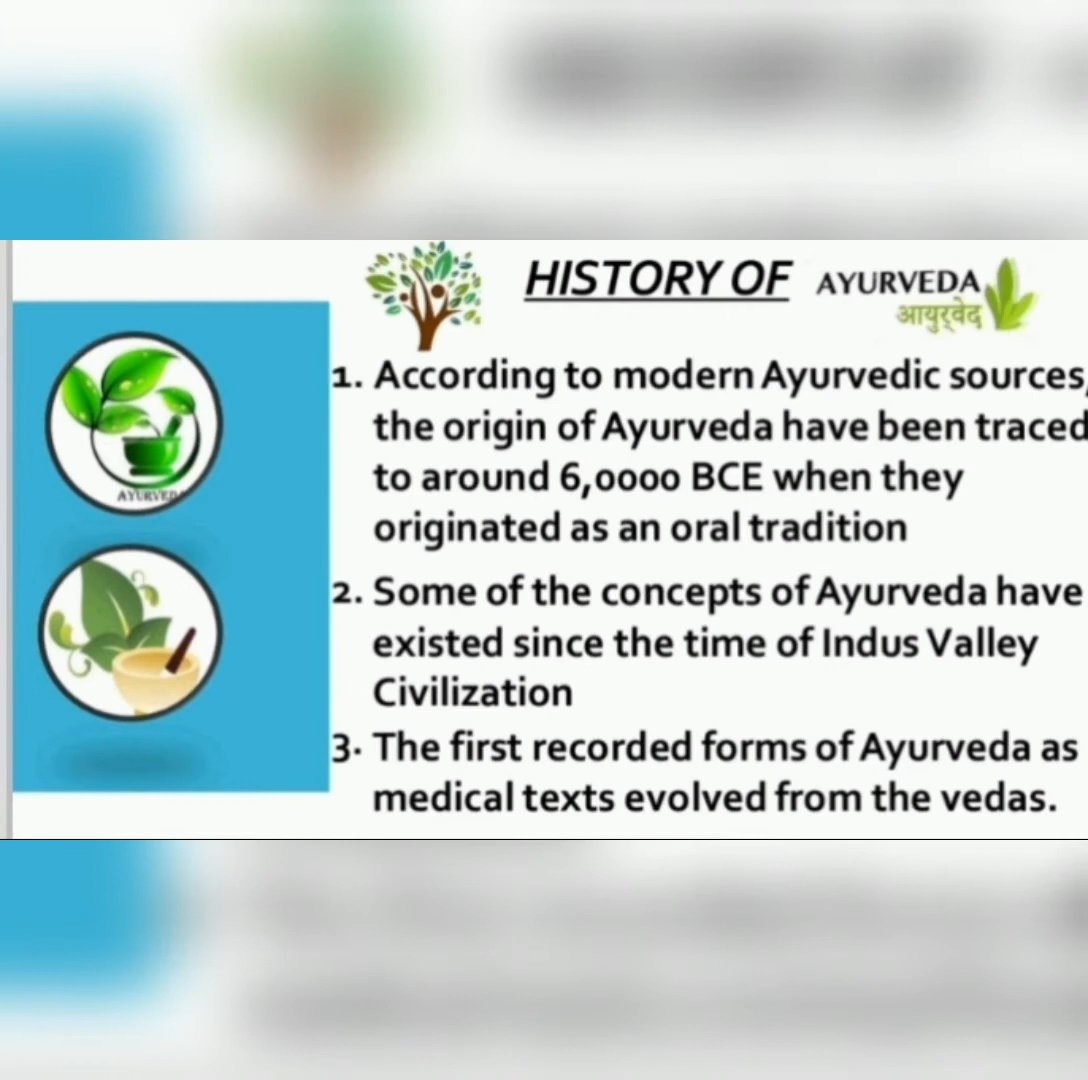 HISTORY OF AYURVEDA
आयुर्वेद
1. According to modern Ayurvedic sources,
the origin of Ayurveda have been traced
to around 6,0000 BCE when they
originated as an oral tradition
2. Some of the concepts of Ayurveda have
existed since the time of Indus Valley
Civilization
3. The first recorded forms of Ayurveda as
medical texts evolved from the vedas.
AYURVEDA